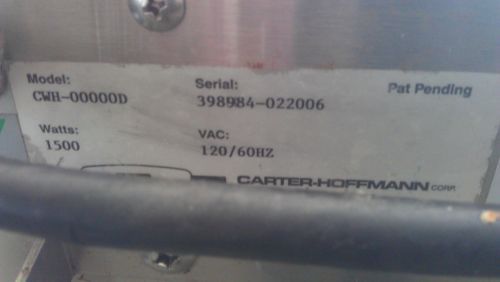 Model: Serial: Pat Pending
CWH-00000D 398984-022006
Watts: VAC:
1500 120/60HZ
CARTER-HOFFMANN CORP.